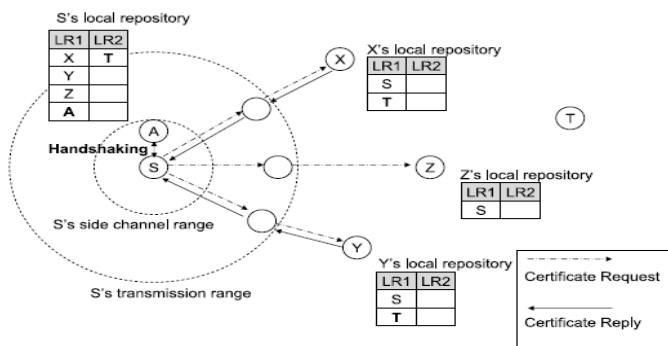 S's local repository
LR1 LR2
X T
Y
Z
A
X
X's local repository
LR1 LR2
S
T
T
A
Handshaking
S
Z
Z's local repository
LR1 LR2
S
S's side channel range
Y
Y's local repository
LR1 LR2
S
T
S's transmission range
Certificate Request
Certificate Reply